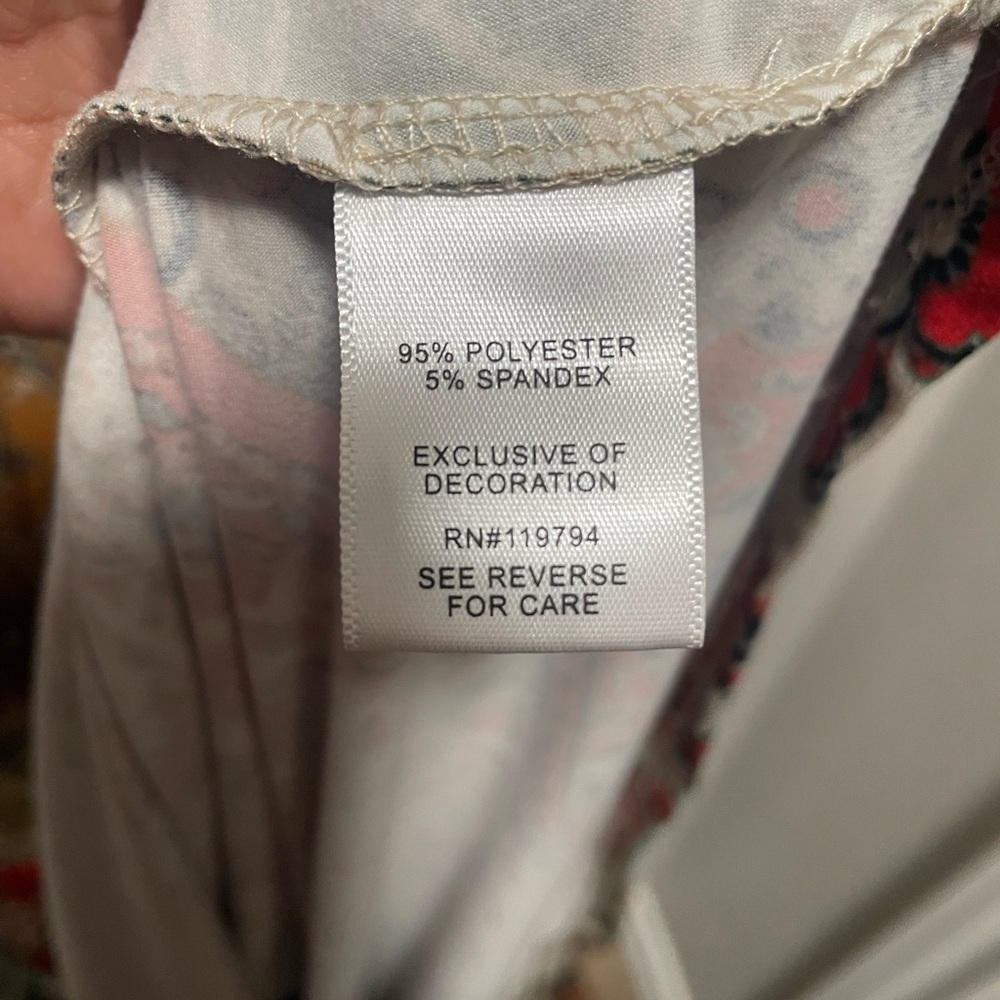 95% POLYESTER
5% SPANDEX
EXCLUSIVE OF
DECORATION
RN#119794
SEE REVERSE
FOR CARE